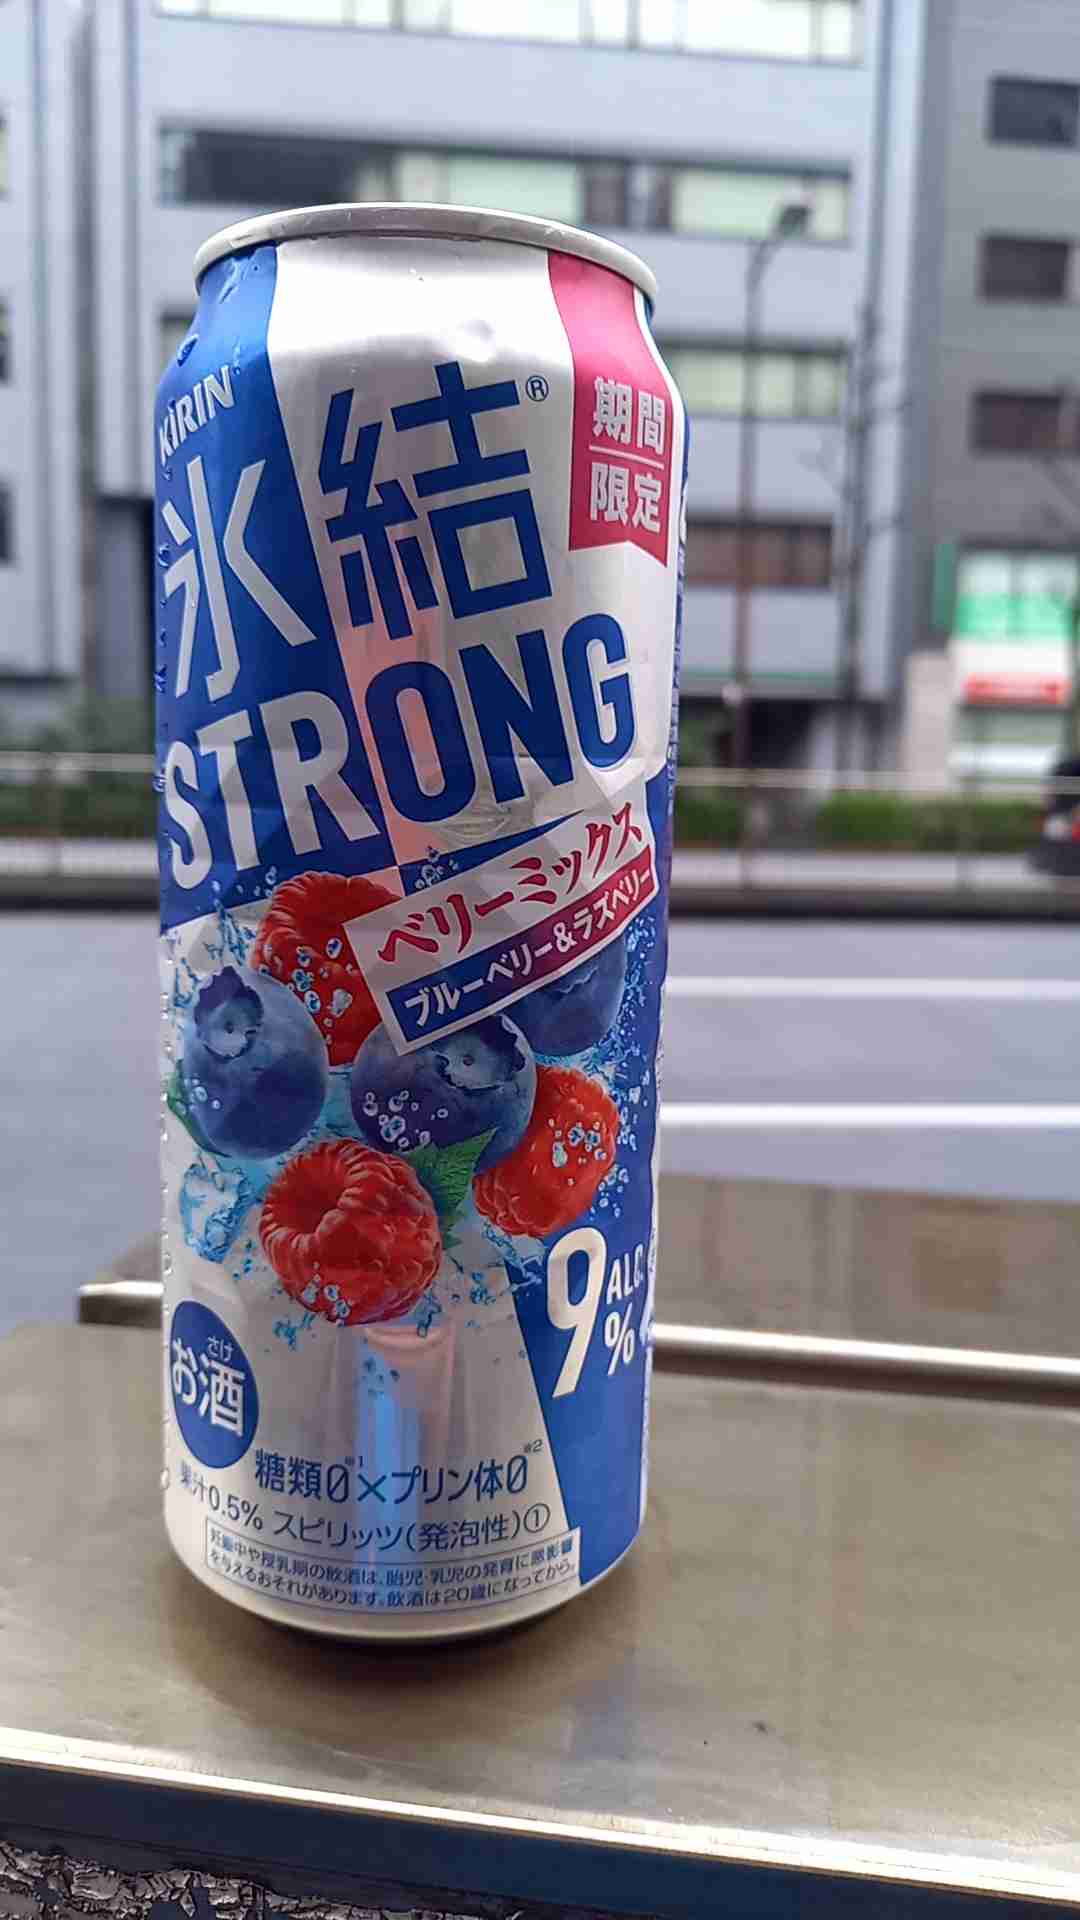 KIRIN
氷結®
STRONG
期間
限定
ベリーミックス
ブルーベリー&ラズベリー
9%
ALC.
さけ
お酒
糖類0※1×プリン体0※2
果汁0.5% スピリッツ(発泡性)①
妊娠中や授乳期の飲酒は、胎児・乳児の発育に悪影響
を与えるおそれがあります。飲酒は20歳になってから。